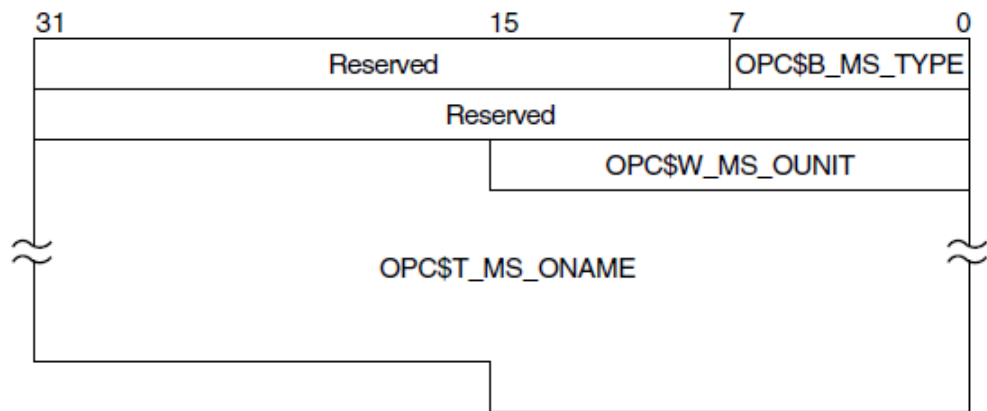 31 15 7 0
Reserved OPC$B_MS_TYPE
Reserved
OPC$W_MS_OUNIT
OPC$T_MS_ONAME